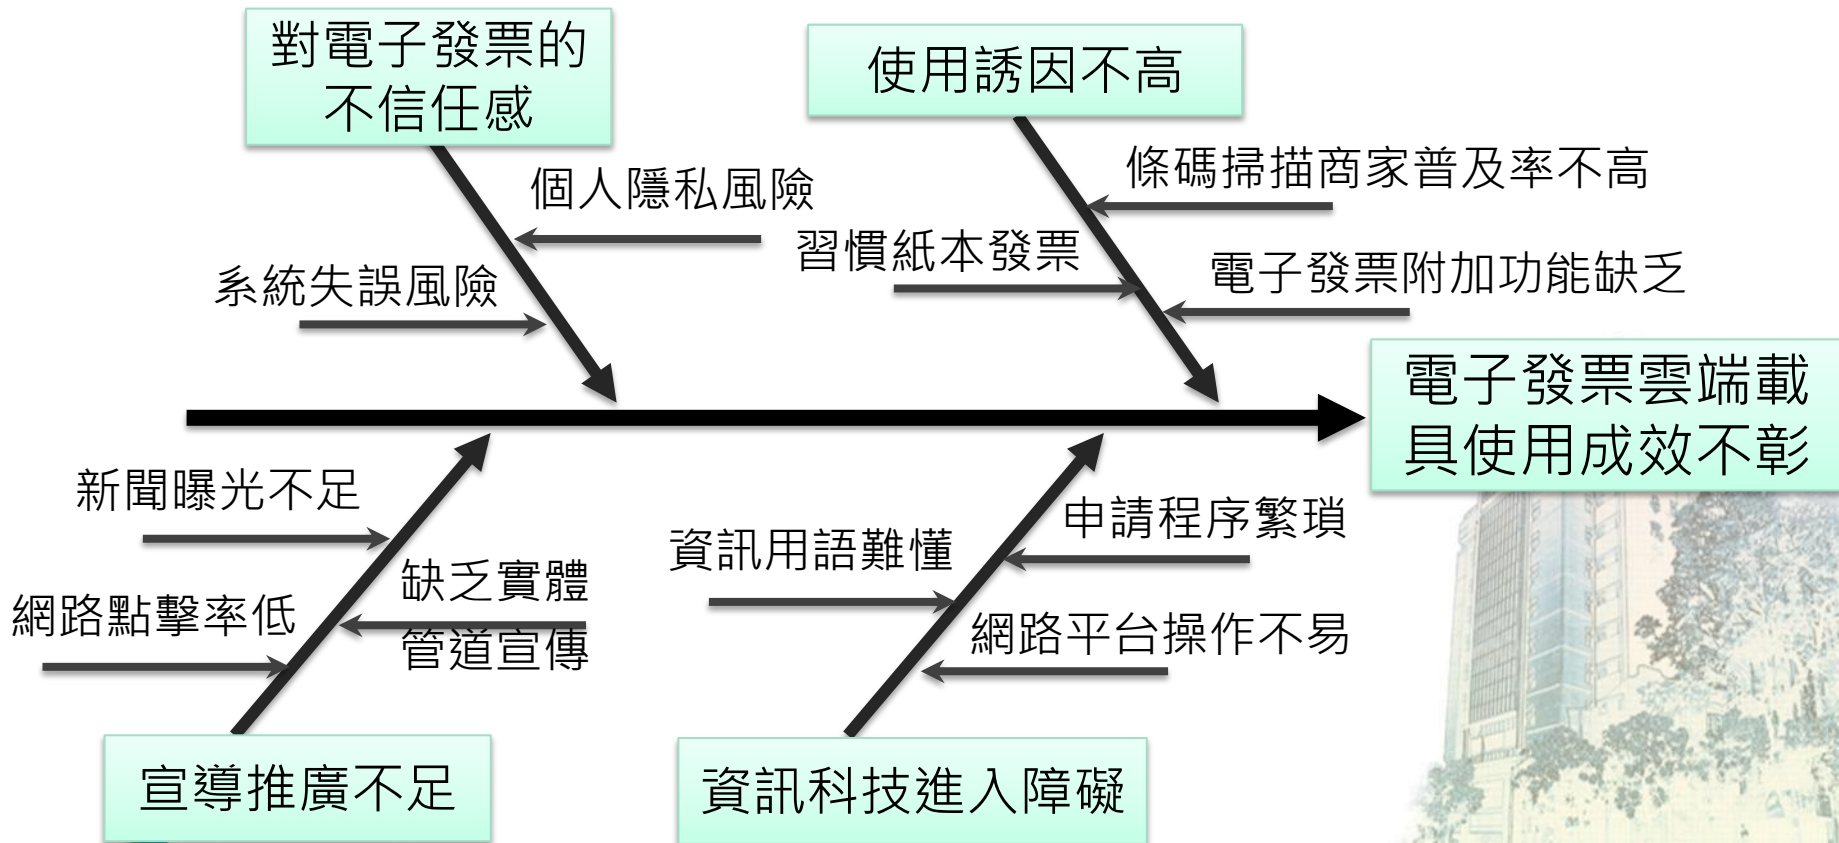 對電子發票的
不信任感
使用誘因不高
個人隱私風險
系統失誤風險
條碼掃描商家普及率不高
習慣紙本發票
電子發票附加功能缺乏
電子發票雲端載
具使用成效不彰
新聞曝光不足
缺乏實體
管道宣傳
網路點擊率低
資訊用語難懂
申請程序繁瑣
網路平台操作不易
宣導推廣不足
資訊科技進入障礙